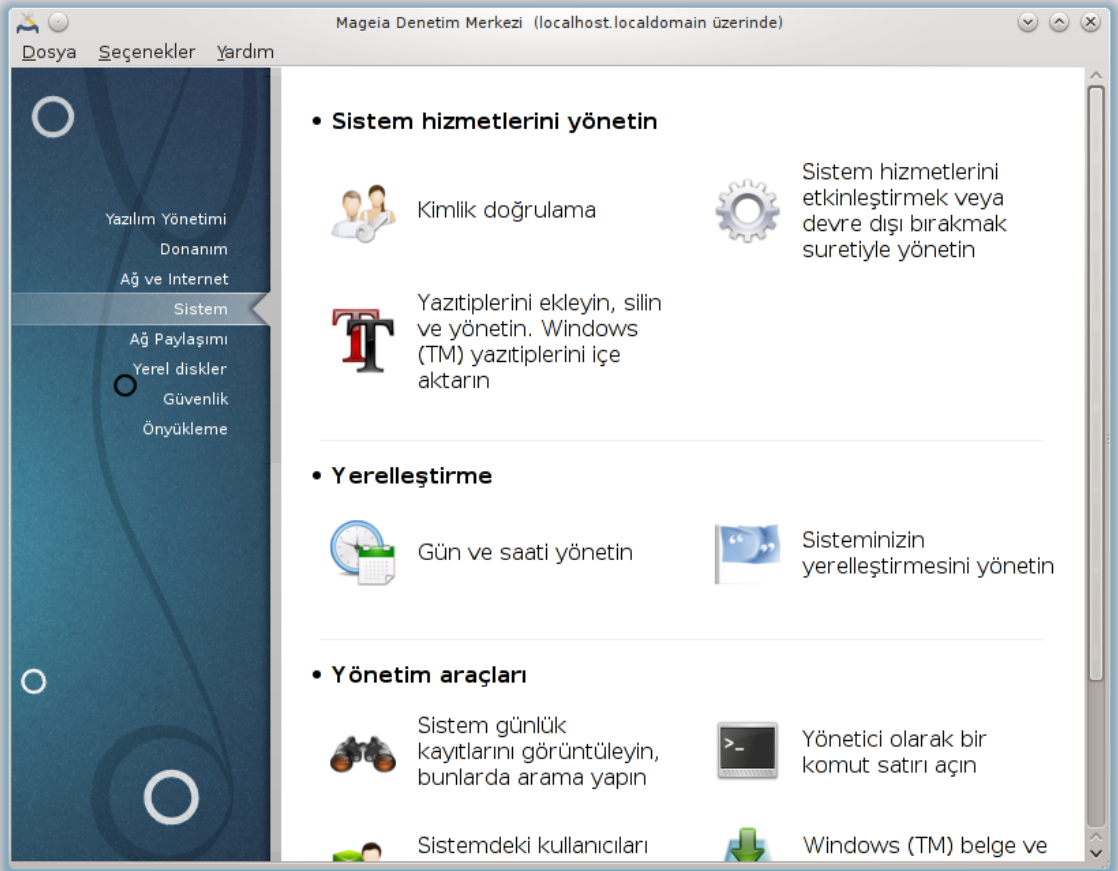 Mageia Denetim Merkezi (localhost.localdomain üzerinde)
Dosya Seçenekler Yardım
Yazılım Yönetimi
Donanım
Ağ ve Internet
Sistem
Ağ Paylaşımı
Yerel diskler
Güvenlik
Önyükleme
• Sistem hizmetlerini yönetin
Kimlik doğrulama
Sistem hizmetlerini
etkinleştirmek veya
devre dışı bırakmak
suretiyle yönetin
Yazıtiplerini ekleyin, silin
ve yönetin. Windows
(TM) yazıtiplerini içe
aktarın
• Yerelleştirme
Gün ve saati yönetin
Sisteminizin
yerelleştirmesini yönetin
• Yönetim araçları
Sistem günlük
kayıtlarını görüntüleyin,
bunlarda arama yapın
Yönetici olarak bir
komut satırı açın
Sistemdeki kullanıcıları
Windows (TM) belge ve